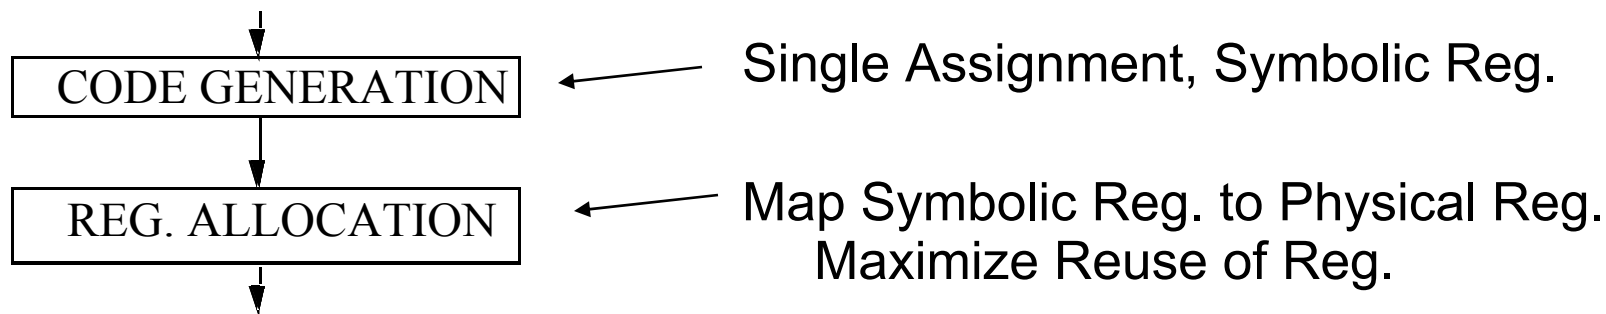 CODE GENERATION
Single Assignment, Symbolic Reg.
REG. ALLOCATION
Map Symbolic Reg. to Physical Reg.
Maximize Reuse of Reg.